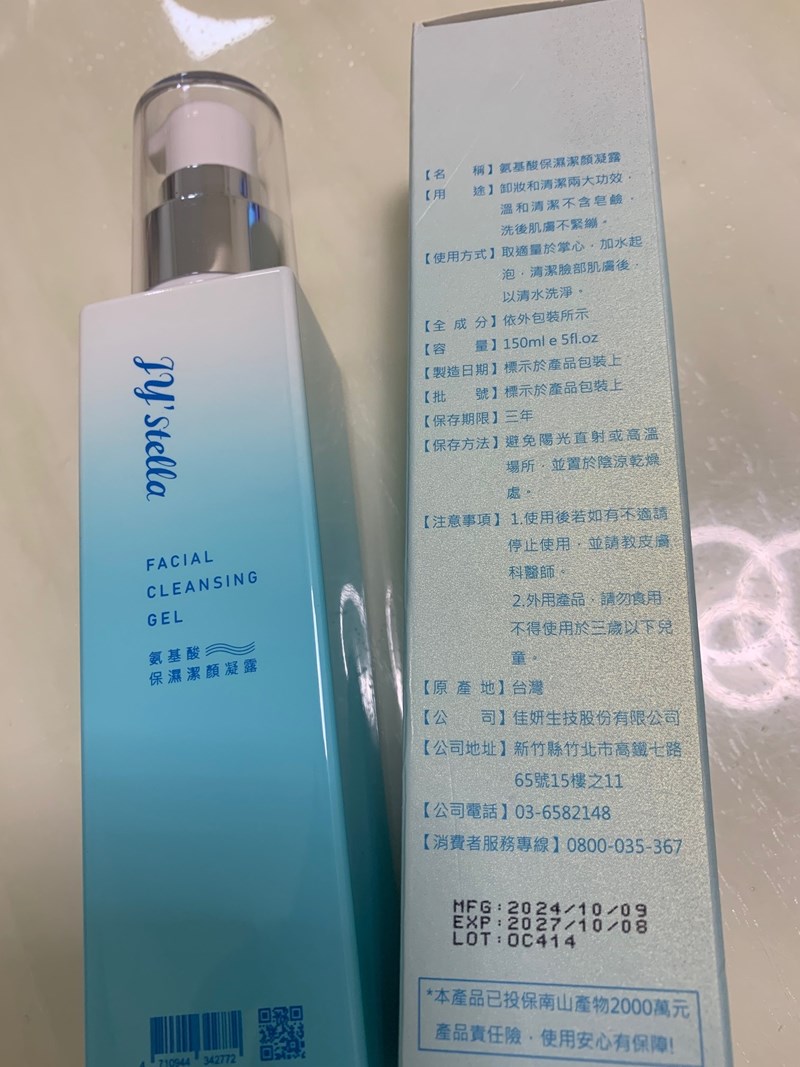 JY'stella
FACIAL
CLEANSING
GEL
氨基酸
保濕潔顏凝露
4 710944 342772
【名　　稱】氨基酸保濕潔顏凝露
【用　　途】卸妝和清潔兩大功效，
溫和清潔不含皂鹼，
洗後肌膚不緊繃。
【使用方式】取適量於掌心，加水起
泡，清潔臉部肌膚後，
以清水洗淨。
【全 成 分】依外包裝所示
【容　　量】150ml e 5fl.oz
【製造日期】標示於產品包裝上
【批　　號】標示於產品包裝上
【保存期限】三年
【保存方法】避免陽光直射或高溫
場所，並置於陰涼乾燥
處。
【注意事項】1.使用後若如有不適請
停止使用，並請教皮膚
科醫師。
2.外用產品，請勿食用，
不得使用於三歲以下兒
童。
【原 產 地】台灣
【公　　司】佳妍生技股份有限公司
【公司地址】新竹縣竹北市高鐵七路
65號15樓之11
【公司電話】03-6582148
【消費者服務專線】0800-035-367
MFG:2024/10/09
EXP:2027/10/08
LOT:OC414
*本產品已投保南山產物2000萬元
產品責任險，使用安心有保障!